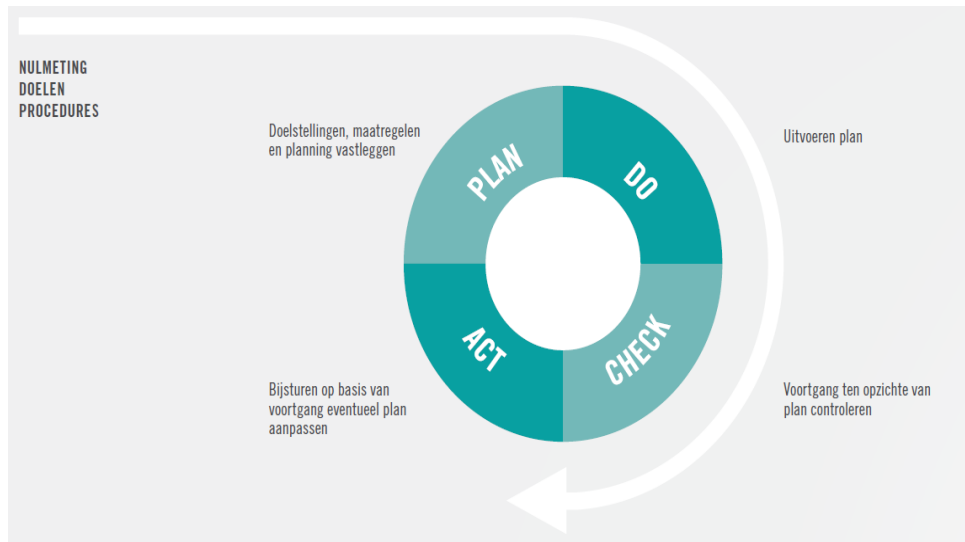 NULMETING
DOELEN
PROCEDURES
Doelstellingen, maatregelen
en planning vastleggen
PLAN
DO
Uitvoeren plan
ACT
CHECK
Bijsturen op basis van
voortgang eventueel plan
aanpassen
Voortgang ten opzichte van
plan controleren